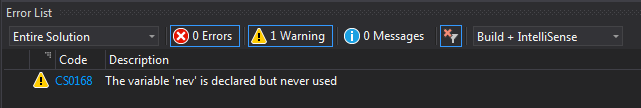 Error List
Entire Solution 0 Errors 1 Warning 0 Messages Build + IntelliSense
Code Description
CS0168 The variable 'nev' is declared but never used